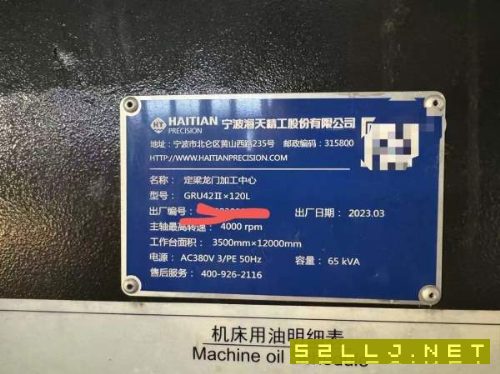 HAITIAN PRECISION 宁波海天精工股份有限公司
地址：宁波市北仑区黄山西路235号 邮政编码：315800
HTTP://WWW.HAITIANPRECISION.COM
名称：定梁龙门加工中心
型号：GRU42II×120L
出厂编号： 出厂日期：2023.03
主轴最高转速：4000 rpm
工作台面积：3500mm×12000mm
电源：AC380V 3/PE 50Hz 容量：65 kVA
售后服务：400-926-2116
机床用油明细表
Machine oil
52LLJ.NET